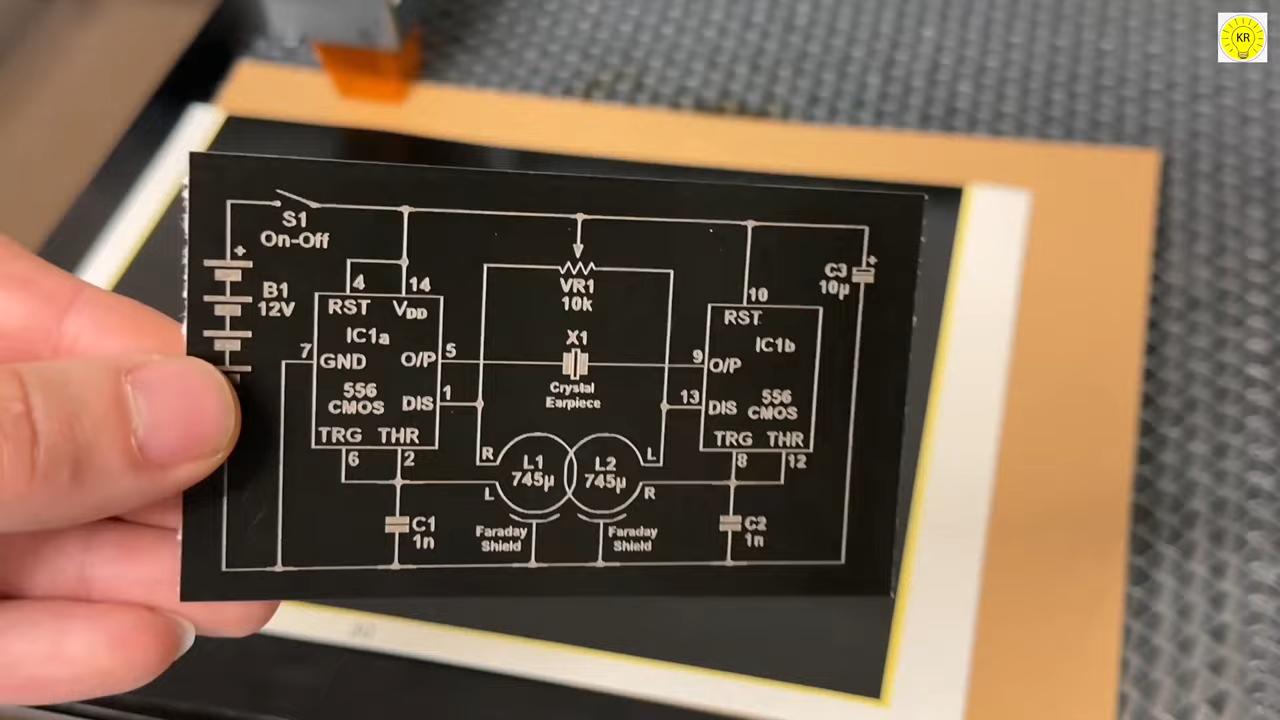 KR
S1
On-Off
+
B1
12V
4
14
RST VDD
IC1a
7
GND
O/P
5
556
CMOS
DIS
1
TRG THR
6
2
VR1
10k
X1
Crystal
Earpiece
10
RST
IC1b
9
O/P
13
DIS
556
CMOS
TRG THR
8
12
C3
10µ
+
R
L
L1
745µ
L2
745µ
L
R
C1
1n
Faraday
Shield
Faraday
Shield
C2
1n